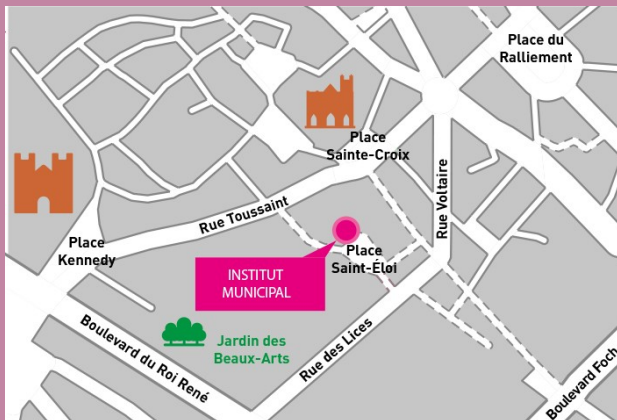 Place du
Ralliement
Place
Sainte-Croix
Rue Voltaire
Rue Toussaint
Place
Kennedy
Place
Saint-Éloi
INSTITUT
MUNICIPAL
Jardin des
Beaux-Arts
Rue des Lices
Boulevard du Roi René
Boulevard Foch